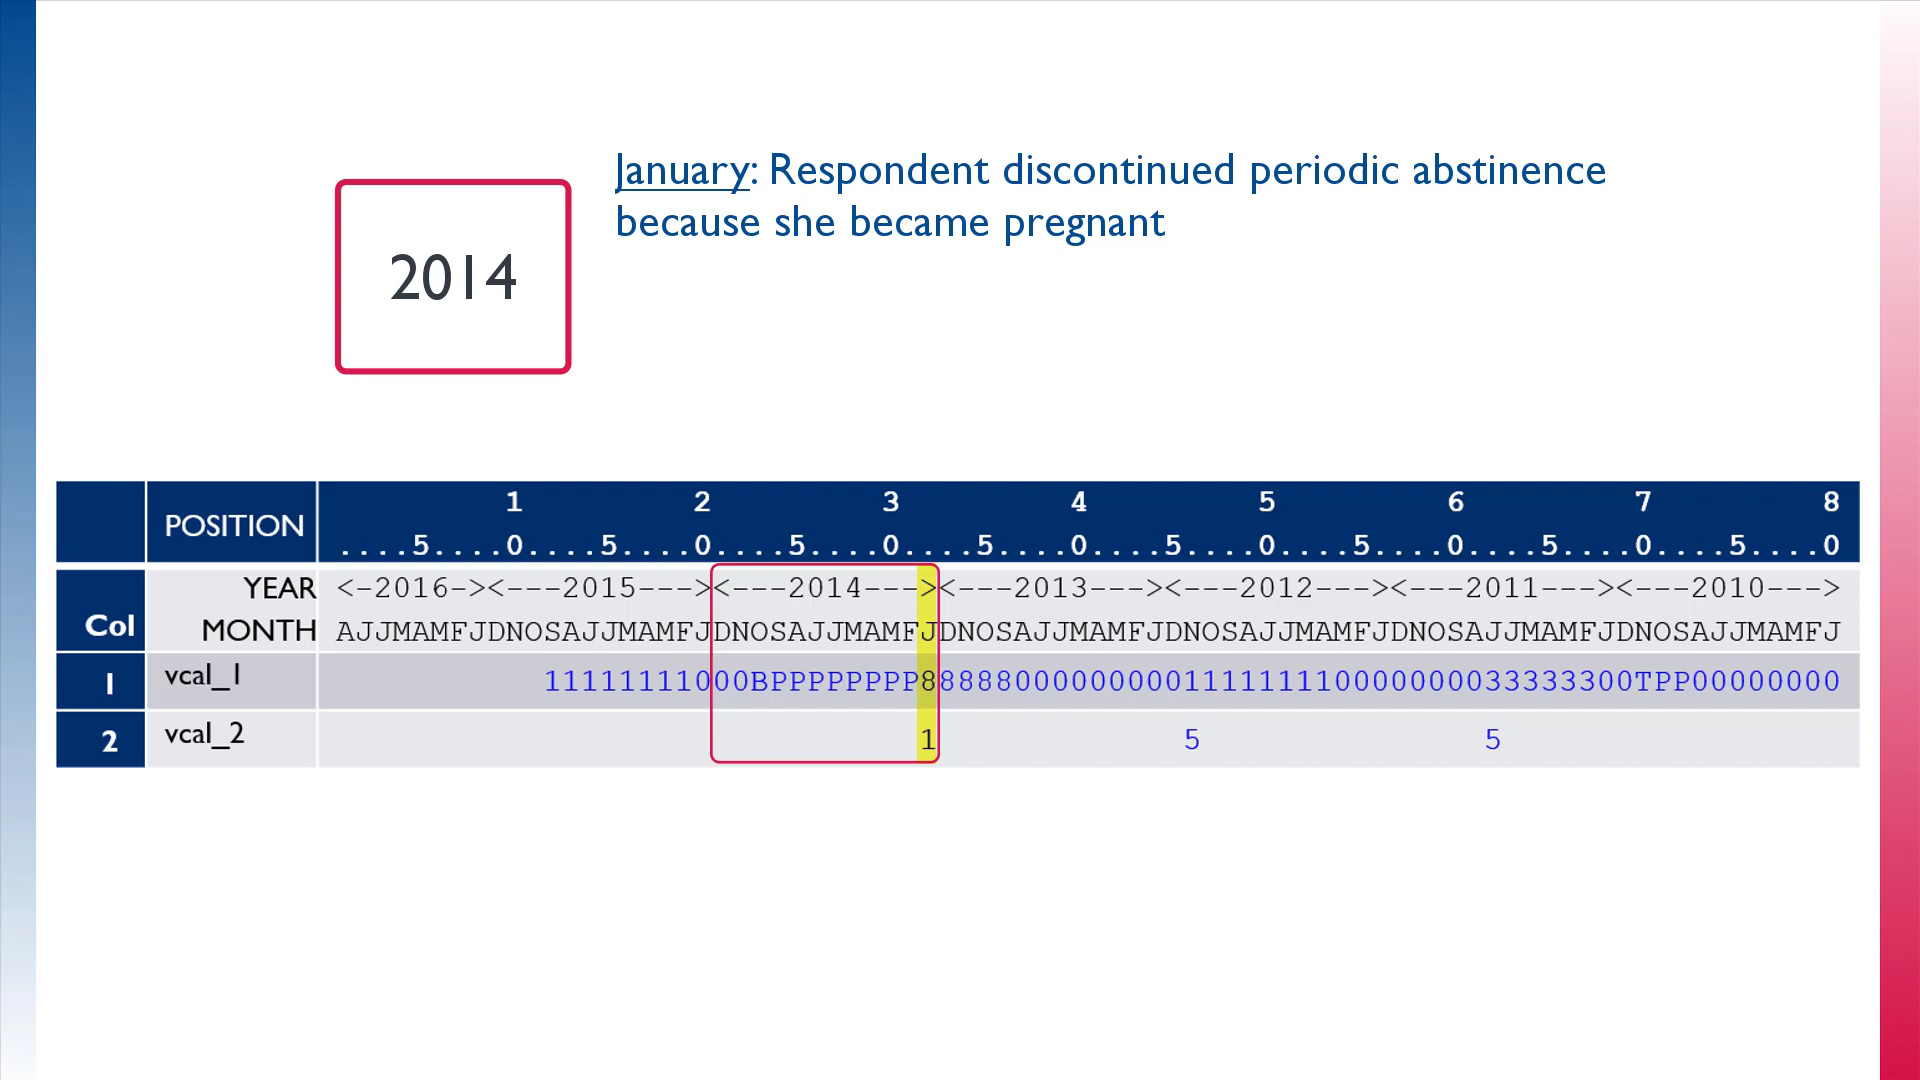 January: Respondent discontinued periodic abstinence
because she became pregnant
2014
1 2 3 4 5 6 7 8
POSITION
....5....0....5....0....5....0....5....0....5....0....5....0....5....0....5....0
YEAR <-2016-><---2015---><---2014---><---2013---><---2012---><---2011---><---2010--->
Col MONTH AJJMAMFJDNOSAJJMAMFJDNOSAJJMAMFJDNOSAJJMAMFJDNOSAJJMAMFJDNOSAJJMAMFJDNOSAJJMAMFJ
1 vcal_1 11111111000BPPPPPPPP88888000000000111111110000000033333300TPP00000000
2 vcal_2 1 5 5